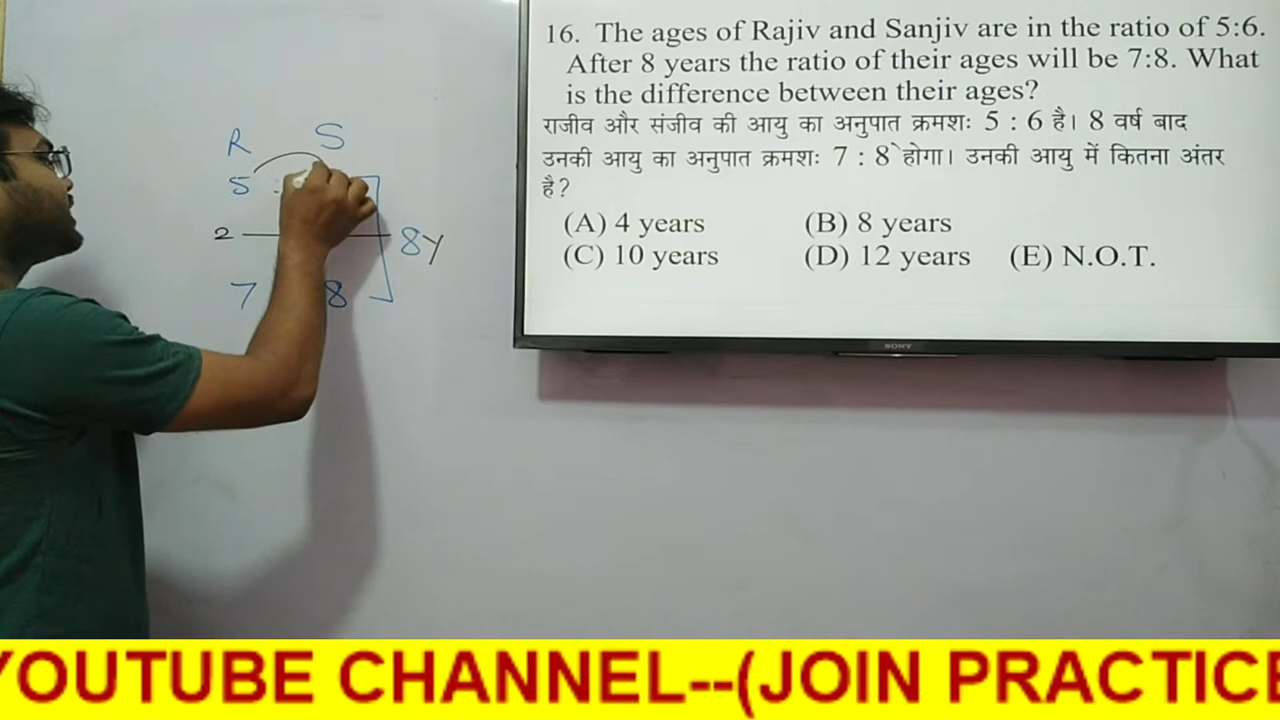 R S
5 :
2 8Y
7 8
16. The ages of Rajiv and Sanjiv are in the ratio of 5:6.
After 8 years the ratio of their ages will be 7:8. What
is the difference between their ages?
राजीव और संजीव की आयु का अनुपात क्रमशः 5 : 6 है। 8 वर्ष बाद
उनकी आयु का अनुपात क्रमशः 7 : 8 होगा। उनकी आयु में कितना अंतर
है?
(A) 4 years (B) 8 years
(C) 10 years (D) 12 years (E) N.O.T.
SONY
YOUTUBE CHANNEL--(JOIN PRACTICE